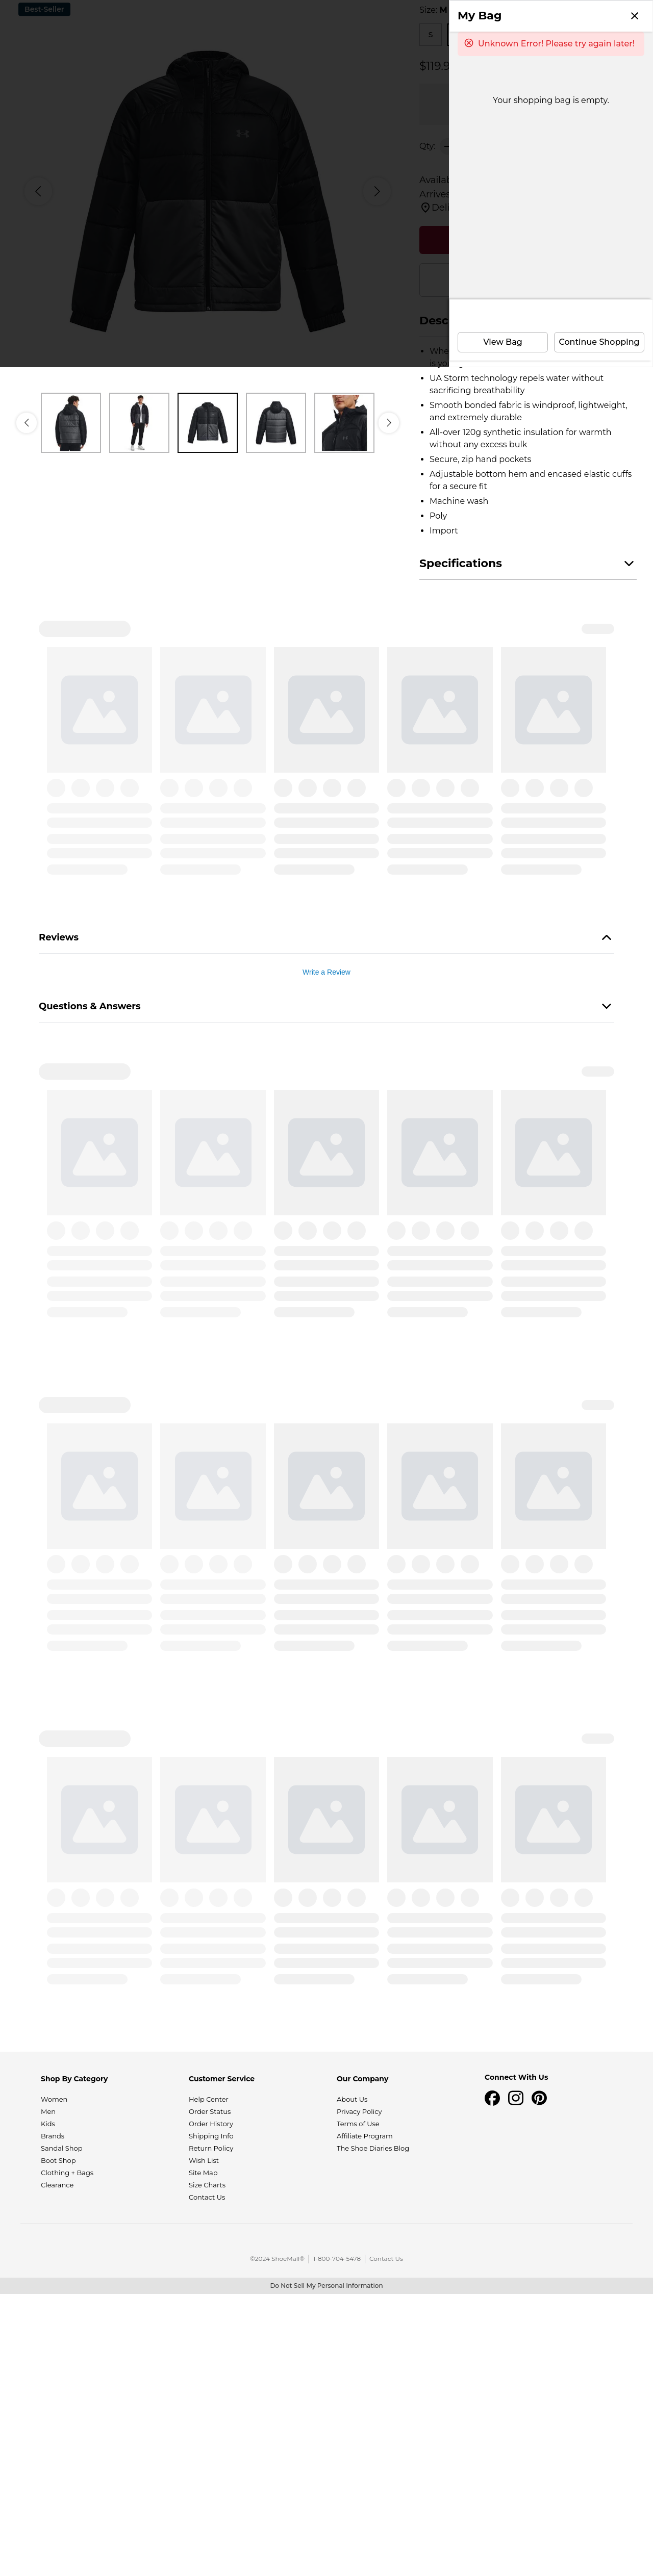 Best-Seller
Size: M
S
$119.9
Qty:
My Bag
Unknown Error! Please try again later!
Your shopping bag is empty.
View Bag
Continue Shopping
UA Storm technology repels water without
sacrificing breathability
Smooth bonded fabric is windproof, lightweight,
and extremely durable
All-over 120g synthetic insulation for warmth
without any excess bulk
Secure, zip hand pockets
Adjustable bottom hem and encased elastic cuffs
for a secure fit
Machine wash
Poly
Import
Specifications
Reviews
Write a Review
Questions & Answers
Shop By Category
Women
Men
Kids
Brands
Sandal Shop
Boot Shop
Clothing + Bags
Clearance
Customer Service
Help Center
Order Status
Order History
Shipping Info
Return Policy
Wish List
Site Map
Size Charts
Contact Us
Our Company
About Us
Privacy Policy
Terms of Use
Affiliate Program
The Shoe Diaries Blog
Connect With Us
©2024 ShoeMall®
1-800-704-5478
Contact Us
Do Not Sell My Personal Information